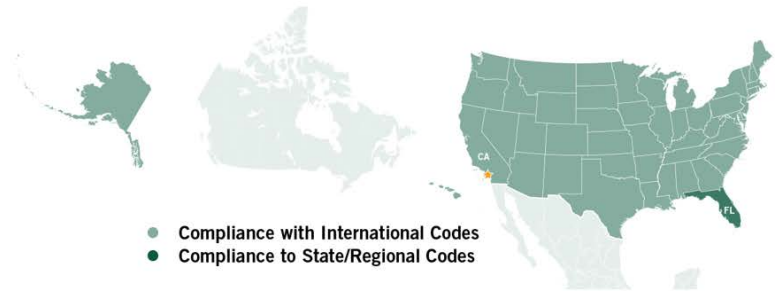 CA
FL
Compliance with International Codes
Compliance to State/Regional Codes